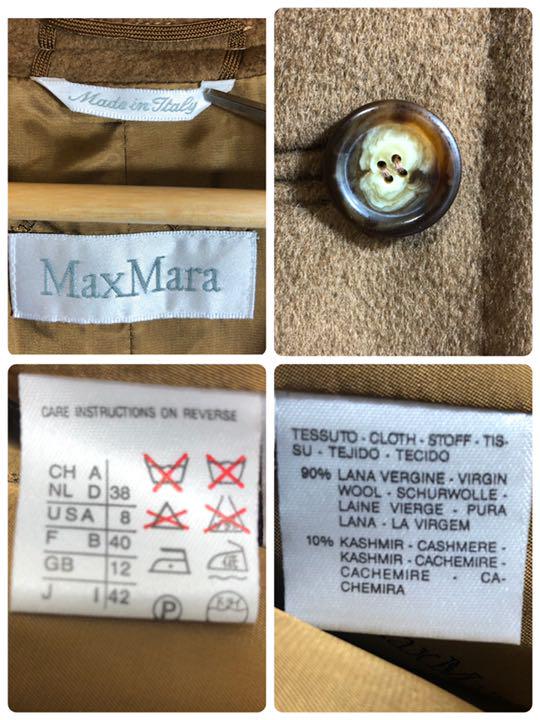 Made in Italy
MaxMara
CARE INSTRUCTIONS ON REVERSE
CH A
NL D 38
USA 8
F B 40
GB 12
J I 42
P
TESSUTO - CLOTH - STOFF - TIS-
SU - TEJIDO - TECIDO
90% LANA VERGINE - VIRGIN
WOOL - SCHURWOLLE -
LAINE VIERGE - PURA
LANA - LA VIRGEM
10% KASHMIR - CASHMERE -
KASHMIR - CACHEMIRE -
CACHEMIRE - CA-
CHEMIRA
MaxM